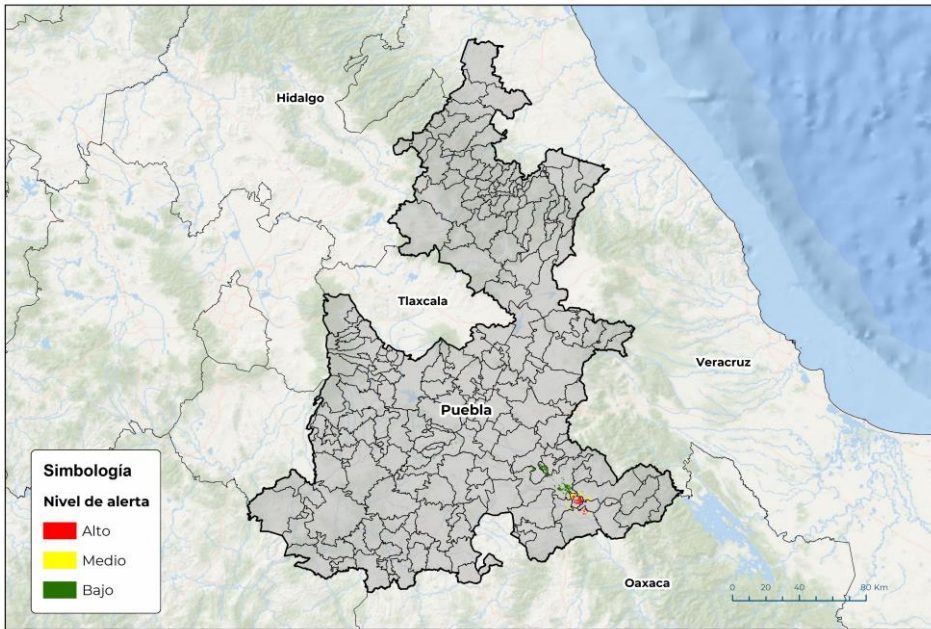 Hidalgo
Tlaxcala
Veracruz
Puebla
Oaxaca
Simbología
Nivel de alerta
Alto
Medio
Bajo
0 20 40 80 Km